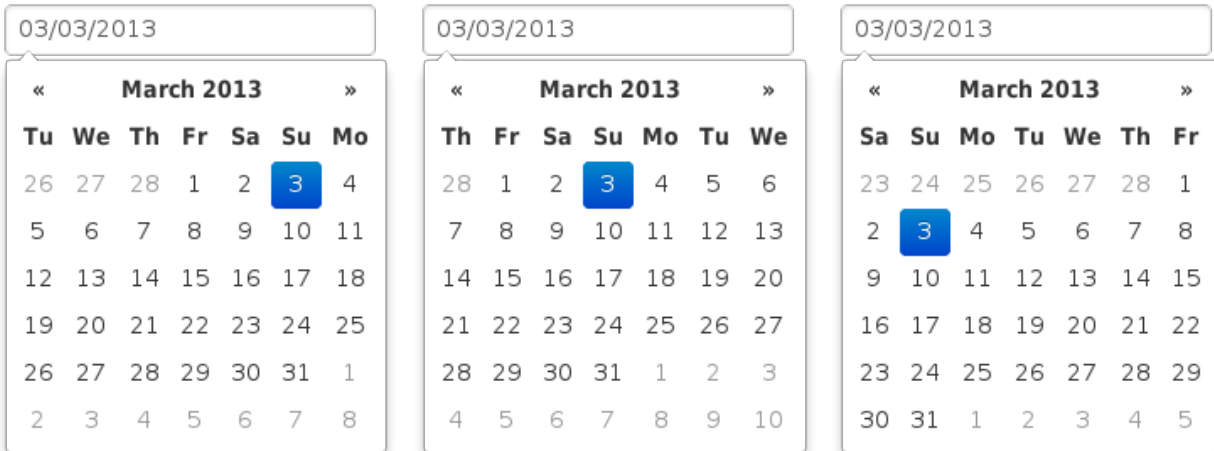 03/03/2013
« March 2013 »
Tu We Th Fr Sa Su Mo
26 27 28 1 2 3 4
5 6 7 8 9 10 11
12 13 14 15 16 17 18
19 20 21 22 23 24 25
26 27 28 29 30 31 1
2 3 4 5 6 7 8
03/03/2013
« March 2013 »
Th Fr Sa Su Mo Tu We
28 1 2 3 4 5 6
7 8 9 10 11 12 13
14 15 16 17 18 19 20
21 22 23 24 25 26 27
28 29 30 31 1 2 3
4 5 6 7 8 9 10
03/03/2013
« March 2013 »
Sa Su Mo Tu We Th Fr
23 24 25 26 27 28 1
2 3 4 5 6 7 8
9 10 11 12 13 14 15
16 17 18 19 20 21 22
23 24 25 26 27 28 29
30 31 1 2 3 4 5